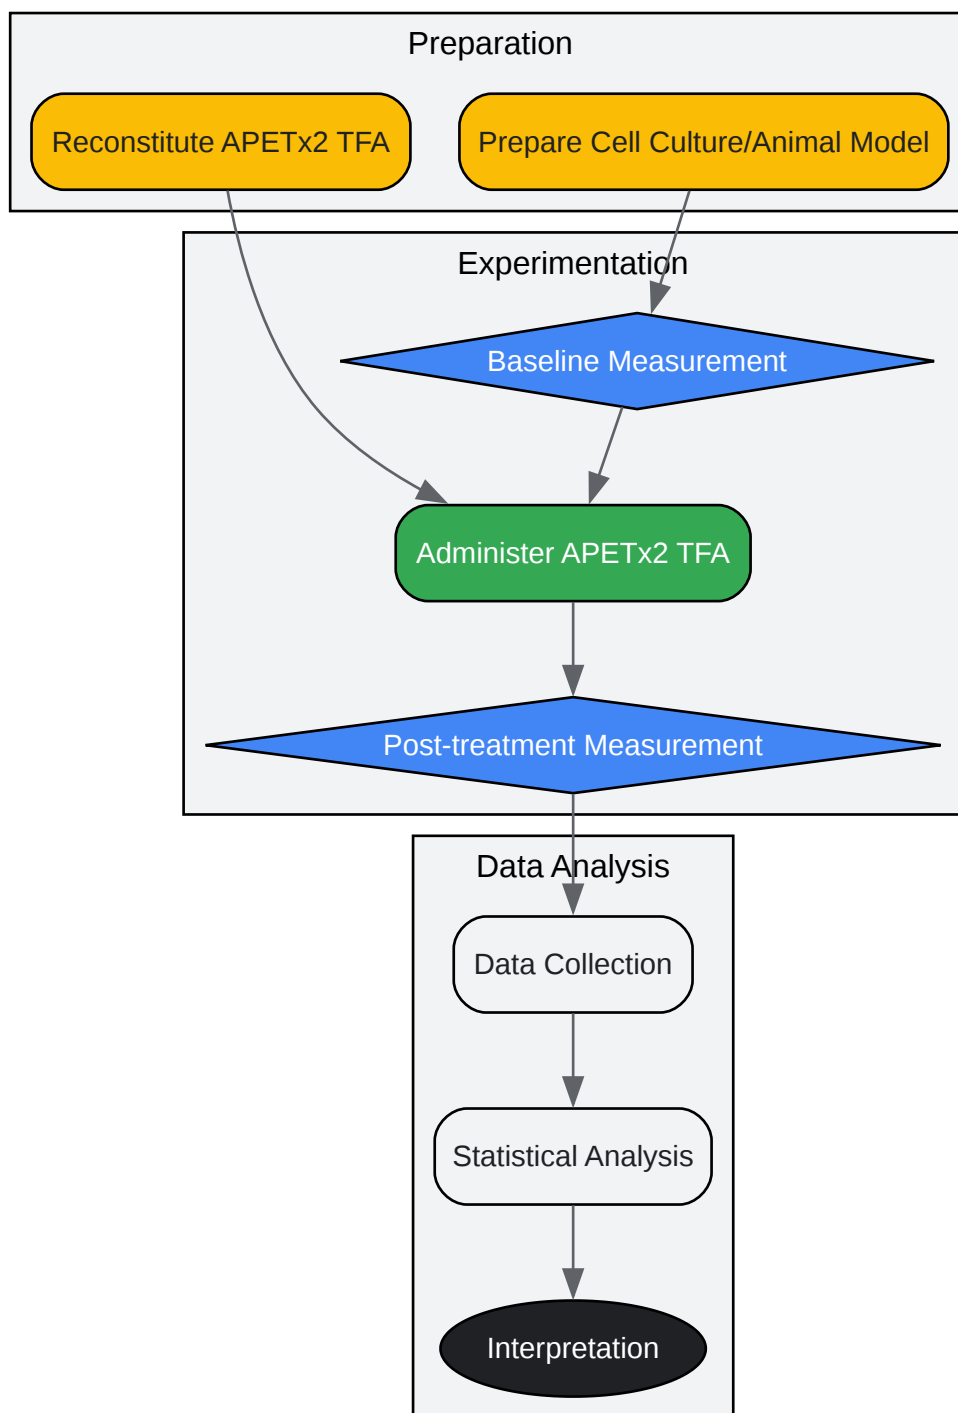 Preparation
Reconstitute APETx2 TFA
Prepare Cell Culture/Animal Model
Experimentation
Baseline Measurement
Administer APETx2 TFA
Post-treatment Measurement
Data Analysis
Data Collection
Statistical Analysis
Interpretation